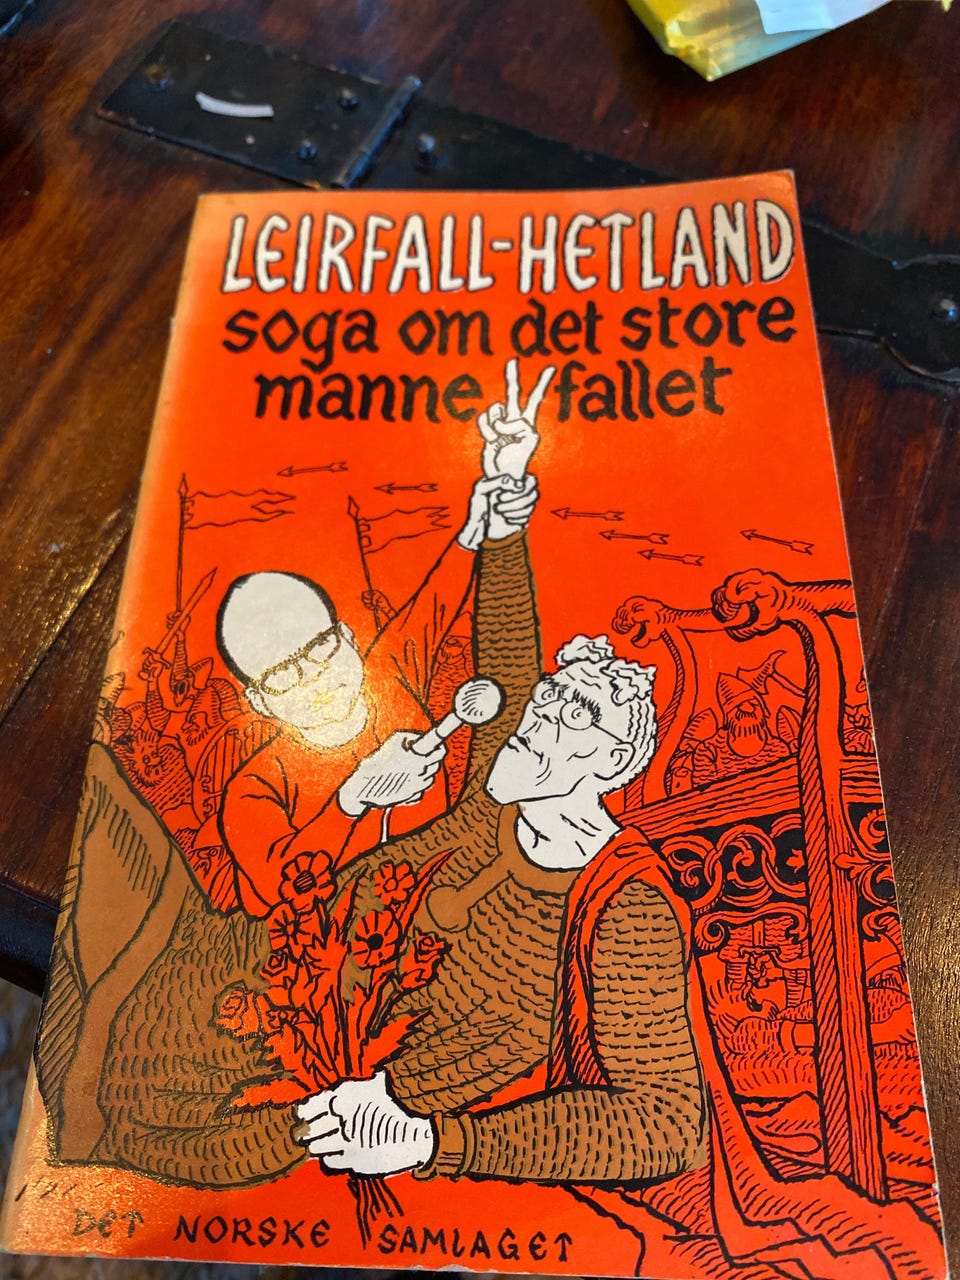 LEIRFALL-HETLAND
soga om det store
manne fallet
DET NORSKE SAMLAGET